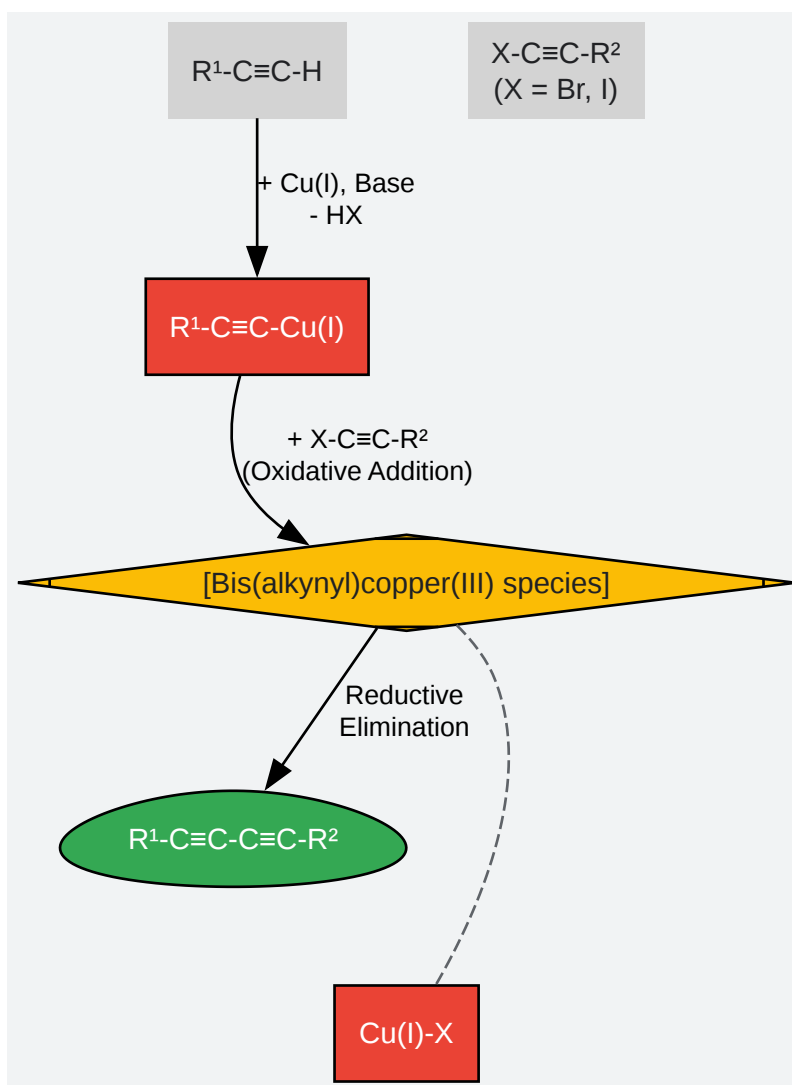 R¹-C≡C-H
X-C≡C-R²
(X = Br, I)
+ Cu(I), Base
- HX
R¹-C≡C-Cu(I)
+ X-C≡C-R²
(Oxidative Addition)
[Bis(alkynyl)copper(III) species]
Reductive
Elimination
R¹-C≡C-C≡C-R²
Cu(I)-X